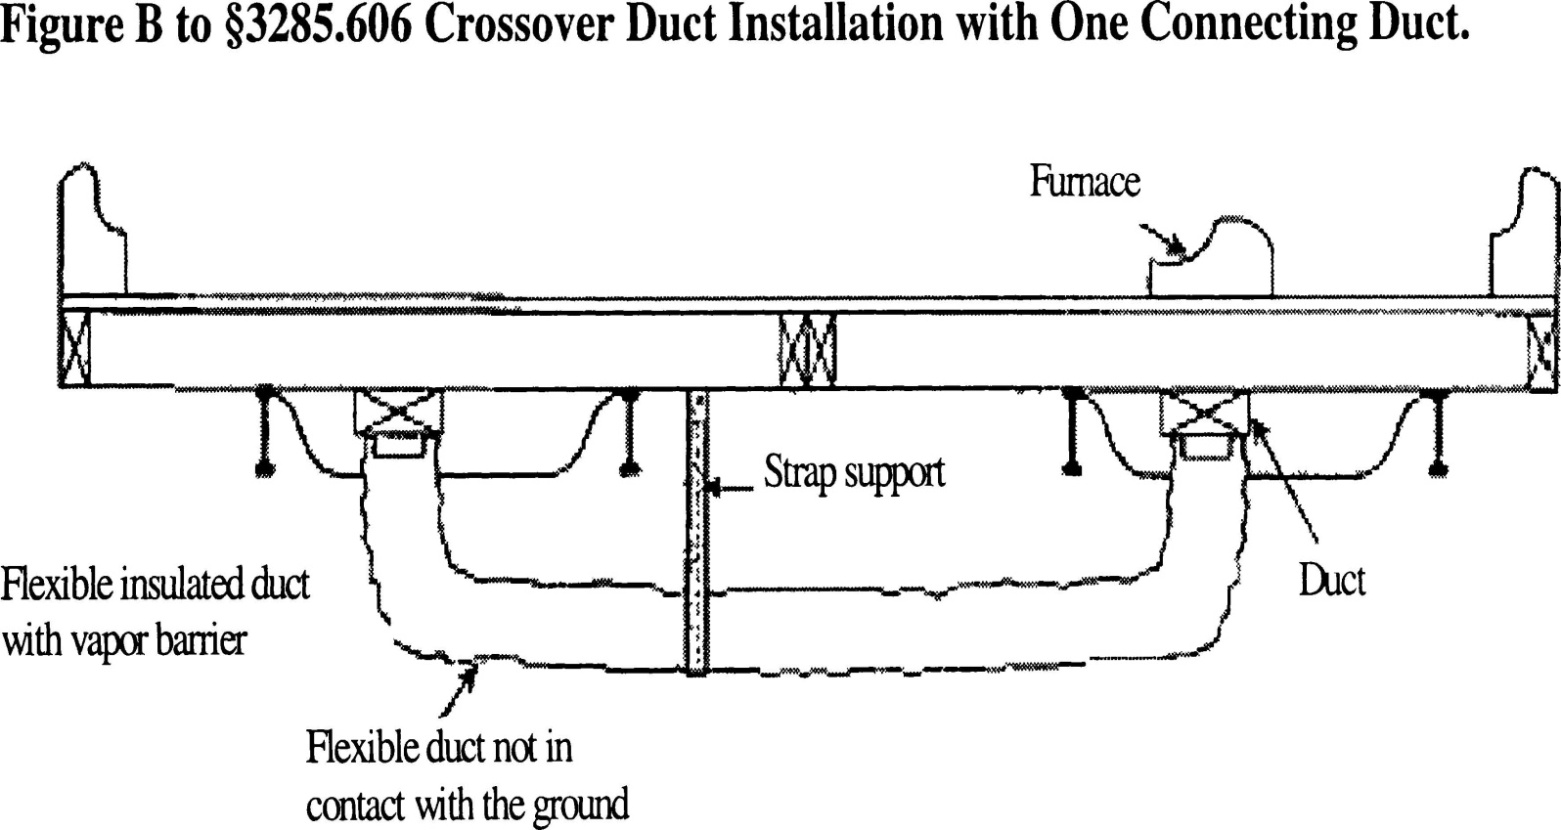 Figure B to §3285.606 Crossover Duct Installation with One Connecting Duct.
Furnace
Strap support
Flexible insulated duct
with vapor barrier
Duct
Flexible duct not in
contact with the ground